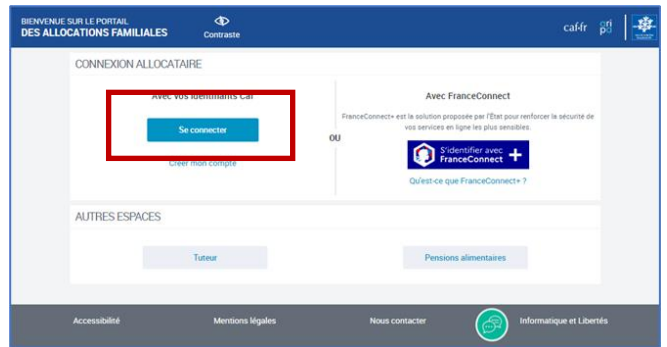 BIENVENUE SUR LE PORTAIL
DES ALLOCATIONS FAMILIALES
Contraste
caf•fr
CONNEXION ALLOCATAIRE
Avec vos identifiants Caf
Se connecter
Créer mon compte
OU
Avec FranceConnect
FranceConnect+ est la solution proposée par l'État pour renforcer la sécurité de
vos services en ligne les plus sensibles.
S'identifier avec
FranceConnect +
Qu'est-ce que FranceConnect+ ?
AUTRES ESPACES
Tuteur
Pensions alimentaires
Accessibilité
Mentions légales
Nous contacter
Informatique et Libertés